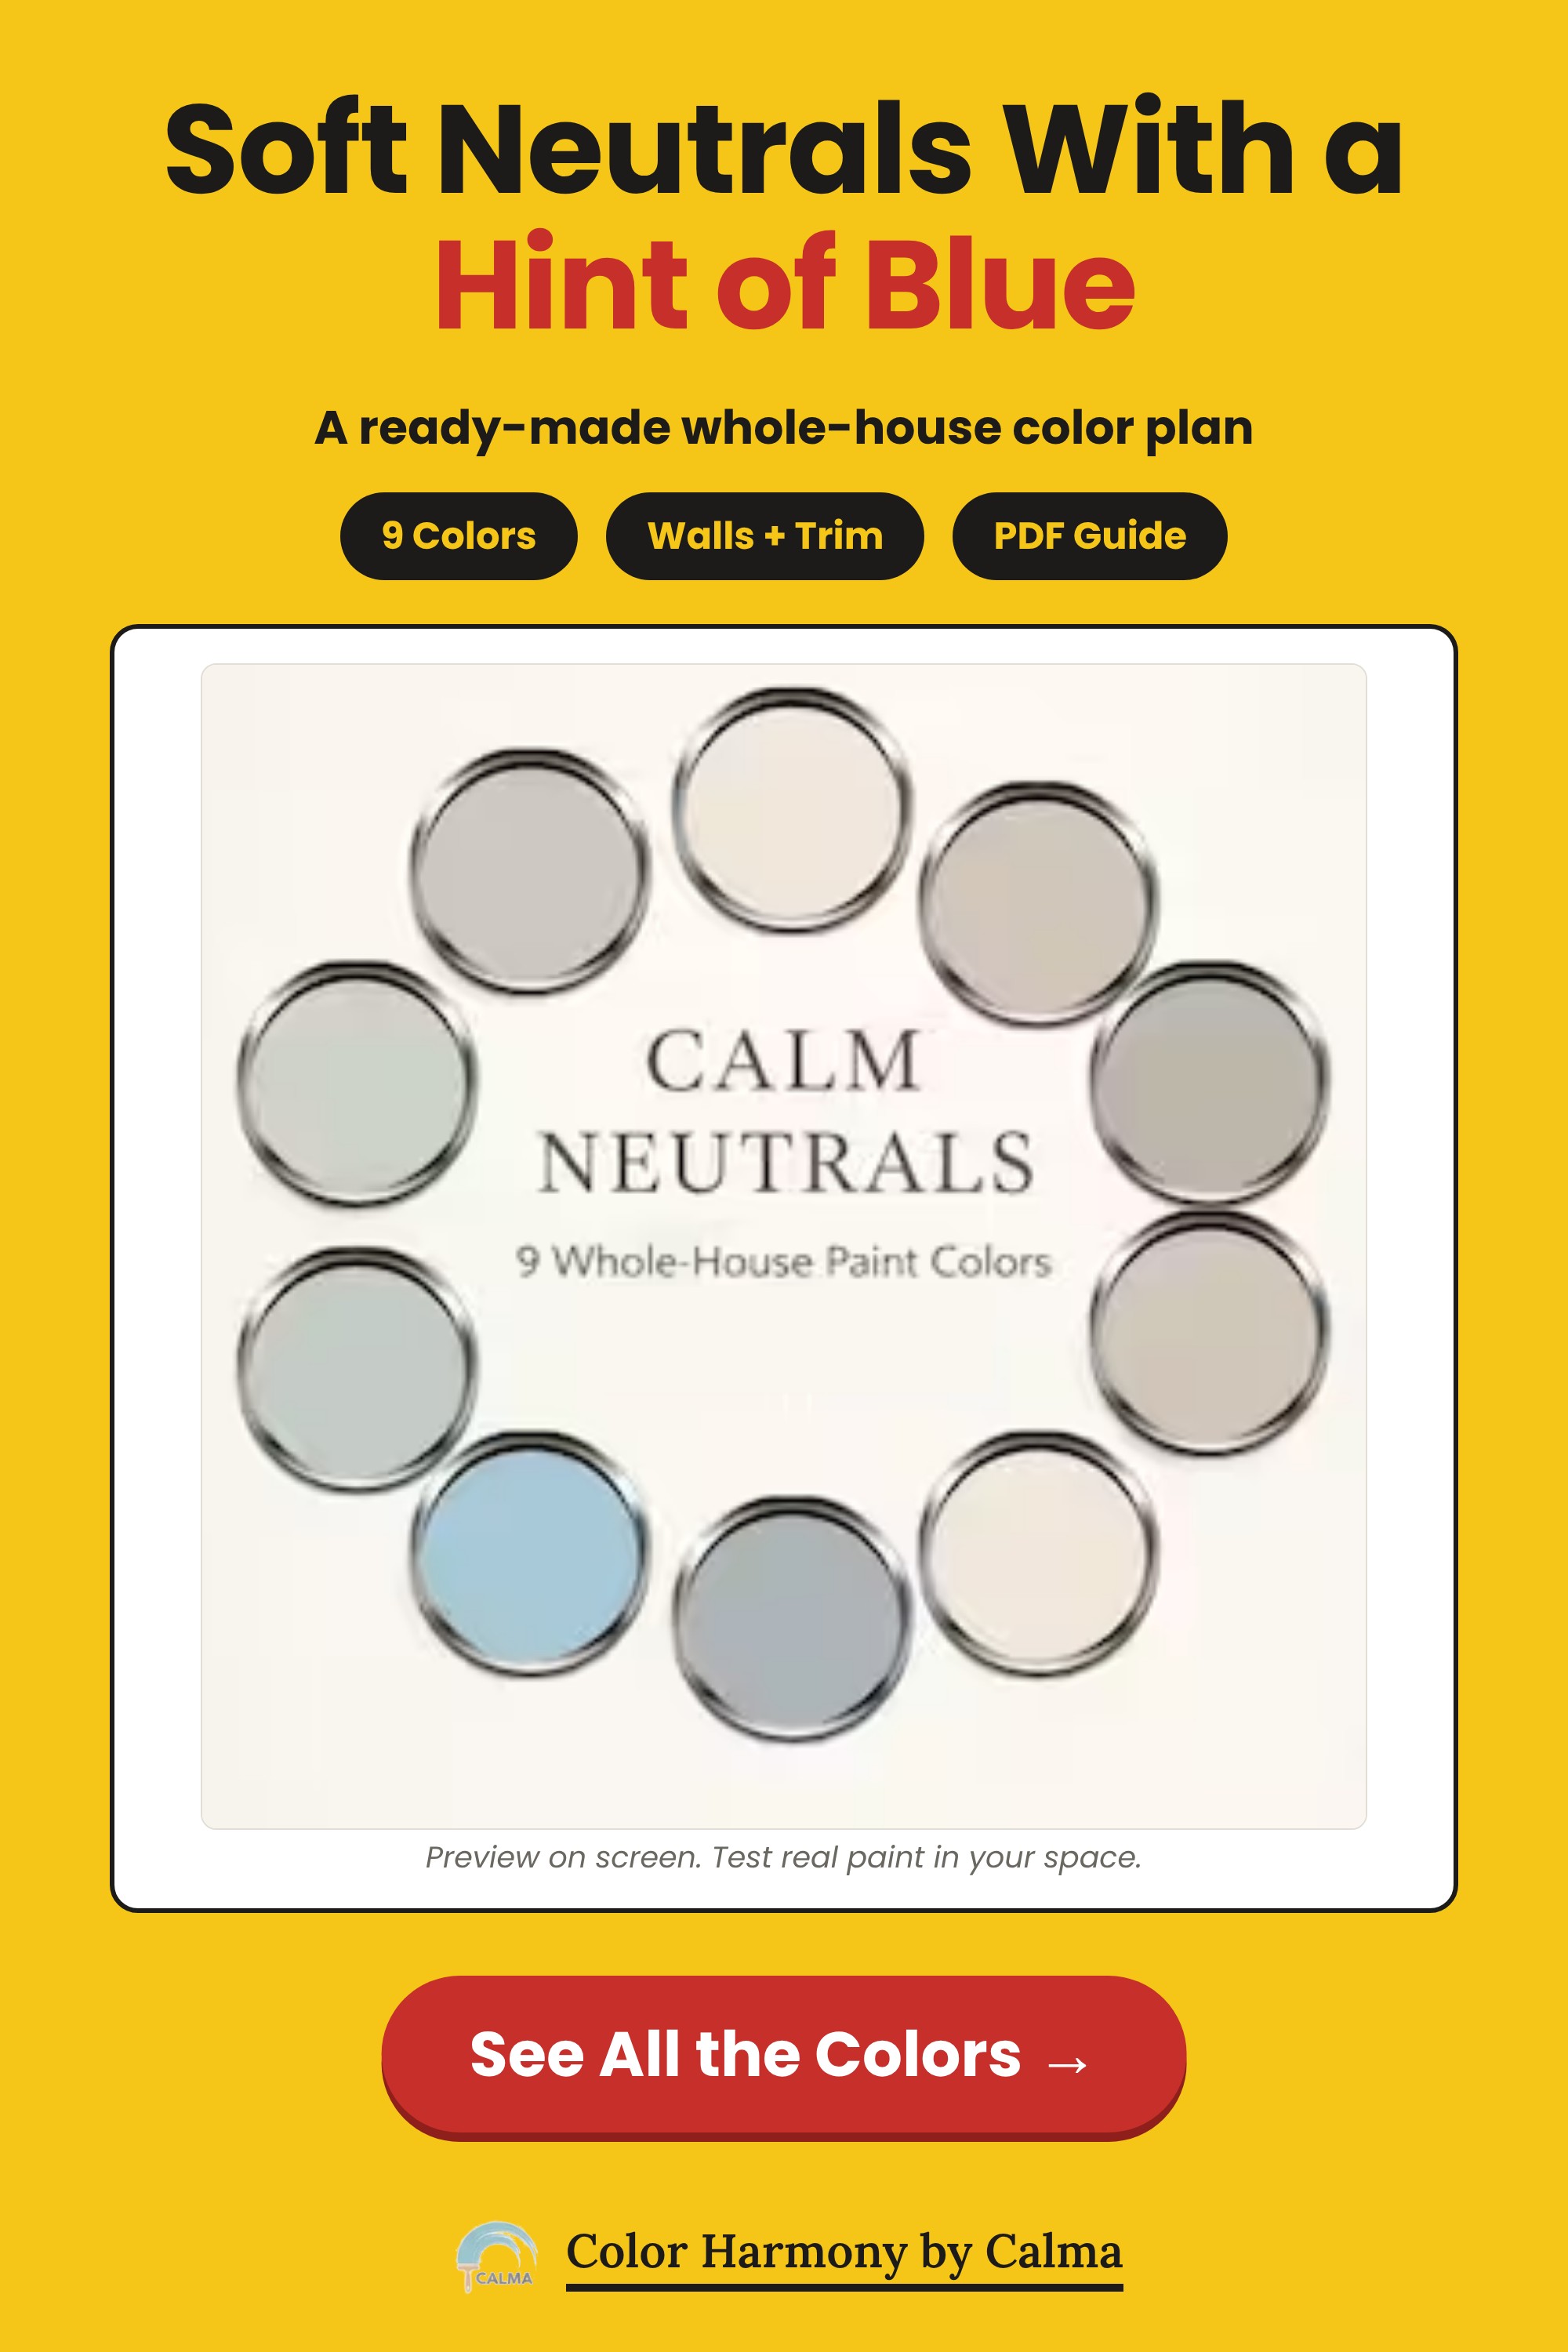 Soft Neutrals With a
Hint of Blue
A ready-made whole-house color plan
9 Colors
Walls + Trim
PDF Guide
CALM
NEUTRALS
9 Whole-House Paint Colors
Preview on screen. Test real paint in your space.
See All the Colors →
CALMA
Color Harmony by Calma